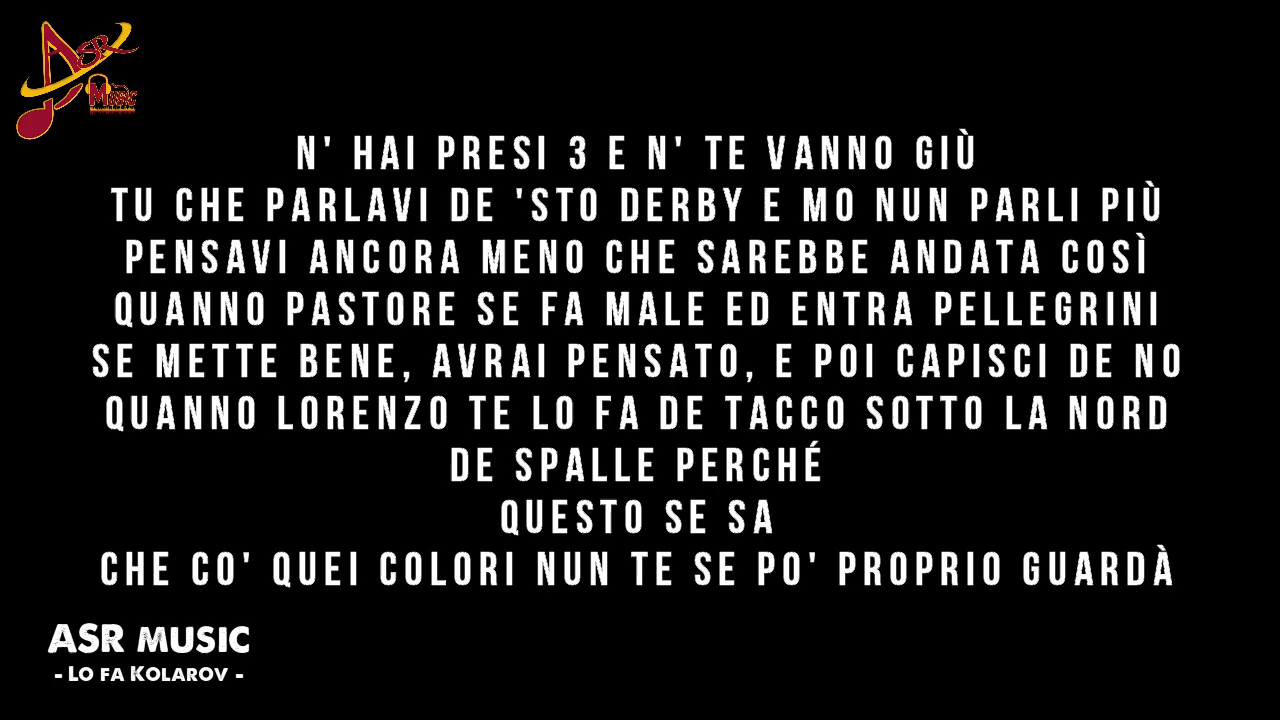 ASR
MUSIC
N' HAI PRESI 3 E N' TE VANNO GIÙ
TU CHE PARLAVI DE 'STO DERBY E MO NUN PARLI PIÙ
PENSAVI ANCORA MENO CHE SAREBBE ANDATA COSÌ
QUANNO PASTORE SE FA MALE ED ENTRA PELLEGRINI
SE METTE BENE, AVRAI PENSATO, E POI CAPISCI DE NO
QUANNO LORENZO TE LO FA DE TACCO SOTTO LA NORD
DE SPALLE PERCHÉ
QUESTO SE SA
CHE CO' QUEI COLORI NUN TE SE PO' PROPRIO GUARDÀ
ASR MUSIC
- LO FA KOLAROV -